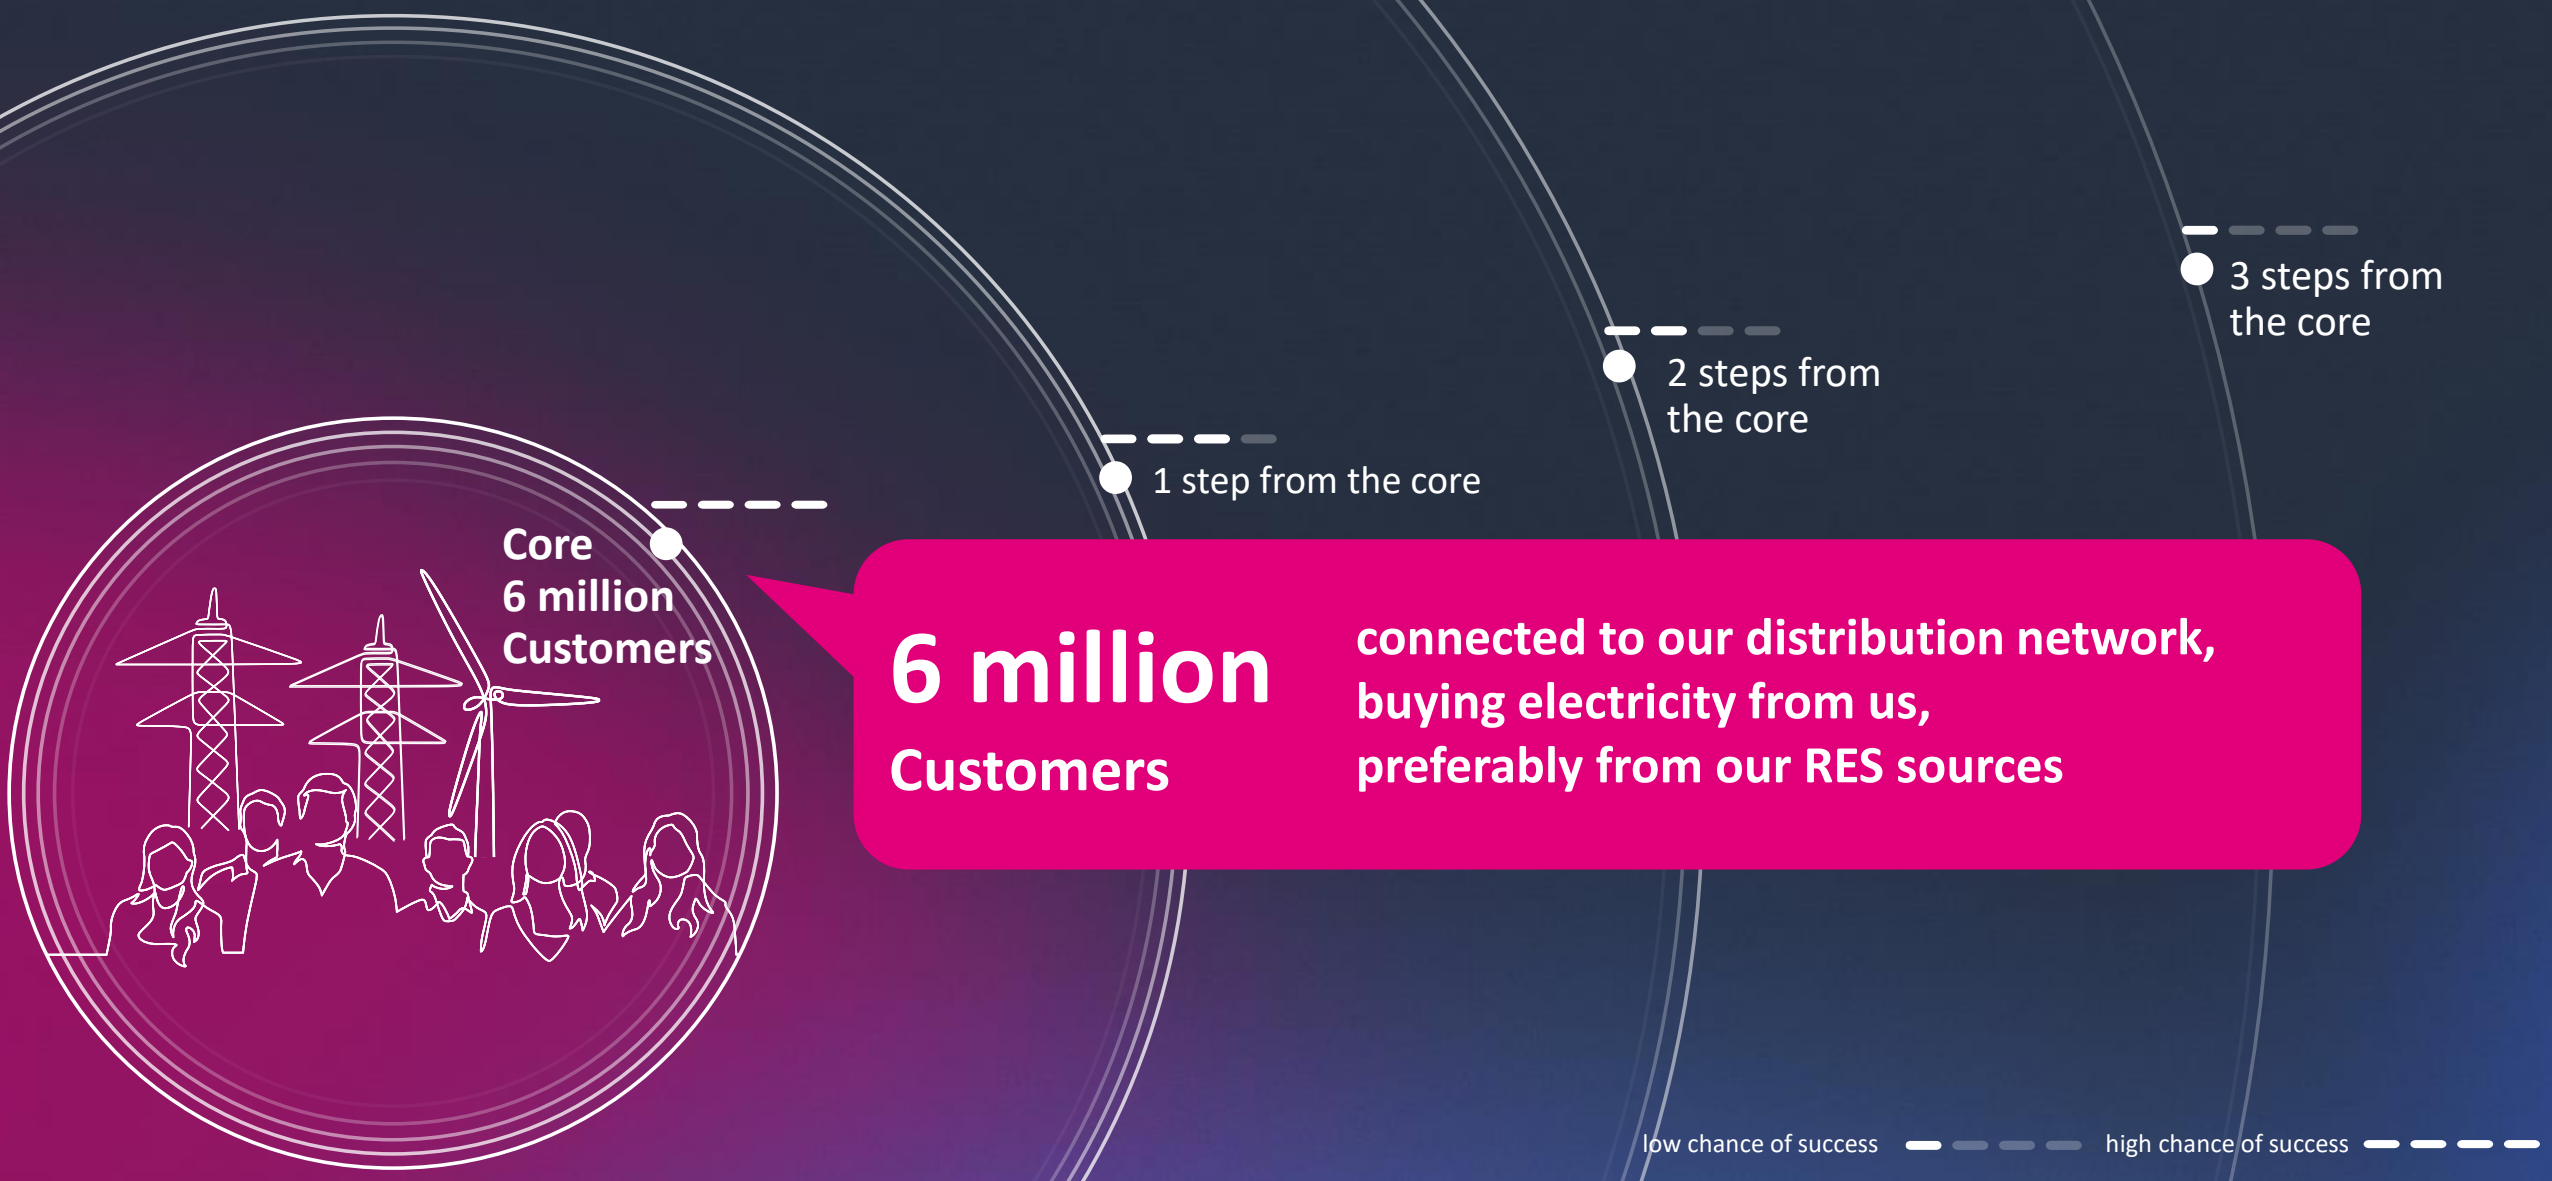 3 steps from
the core
2 steps from
the core
1 step from the core
Core
6 million
Customers
6 million
Customers
connected to our distribution network,
buying electricity from us,
preferably from our RES sources
low chance of success
high chance of success